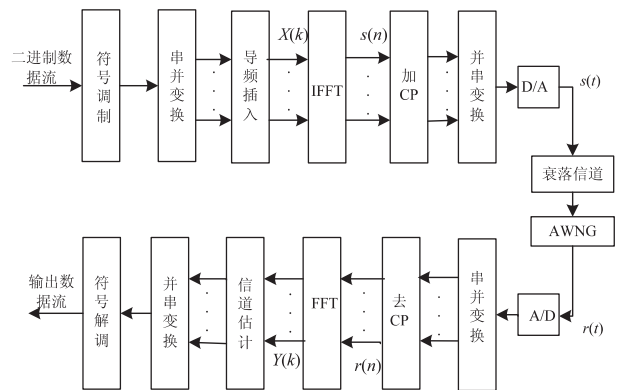 二进制数
据流
符号调制
串并变换
导频插入
X(k)
IFFT
s(n)
加
CP
并串变换
D/A
s(t)
衰落信道
AWNG
r(t)
A/D
串并变换
去
CP
r(n)
FFT
Y(k)
信道估计
并串变换
符号解调
输出数
据流